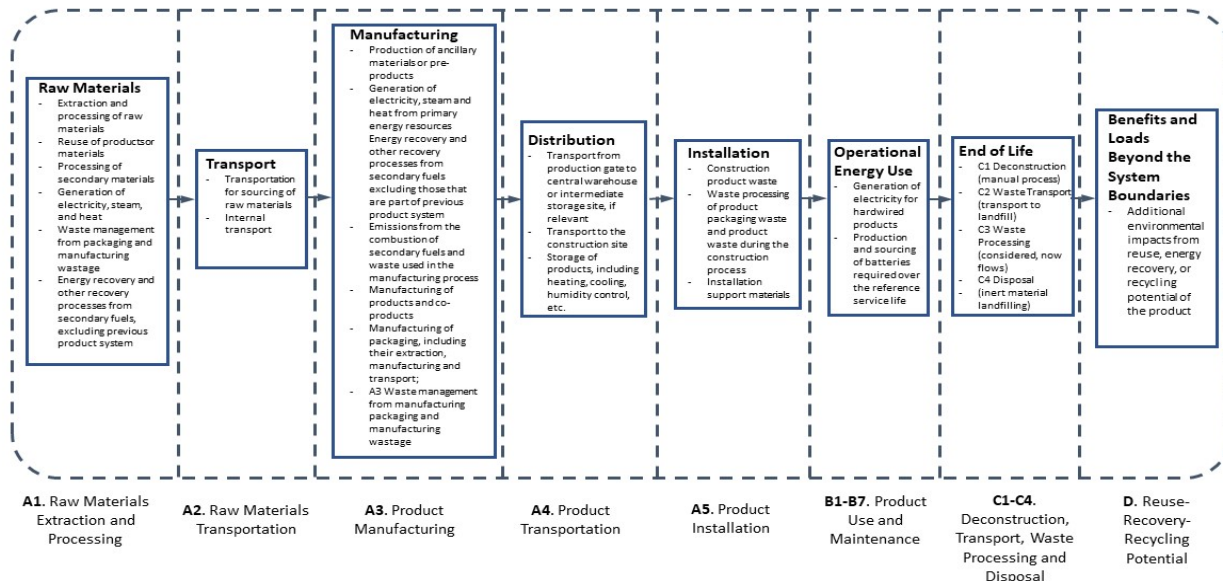 Raw Materials
- Extraction and
processing of raw
materials
- Reuse of productsor
materials
- Processing of
secondary materials
- Generation of
electricity, steam,
and heat
- Waste management
from packaging and
manufacturing
wastage
- Energy recovery and
other recovery
processes from
secondary fuels,
excluding previous
product system
Transport
- Transportation
for sourcing of
raw materials
- Internal
transport
Manufacturing
- Production of ancillary
materials or pre-
products
- Generation of
electricity, steam and
heat from primary
energy resources
Energy recovery and
other recovery
processes from
secondary fuels
excluding those that
are part of previous
product system
- Emissions from the
combustion of
secondary fuels and
waste used in the
manufacturing process
- Manufacturing of
products and co-
products
- Manufacturing of
packaging, including
their extraction,
manufacturing and
transport;
- A3 Waste management
from manufacturing
packaging and
manufacturing
wastage
Distribution
- Transport from
production gate to
central warehouse
or intermediate
storage site, if
relevant
- Transport to the
construction site
- Storage of
products, including
heating, cooling,
humidity control,
etc.
Installation
- Construction
product waste
- Waste processing
of product
packaging waste
and product
waste during the
construction
process
- Installation
support materials
Operational
Energy Use
- Generation of
electricity for
hardwired
products
- Production
and sourcing
of batteries
required over
the reference
service life
End of Life
- C1 Deconstruction
(manual process)
- C2 Waste Transport
(transport to
landfill)
- C3 Waste
Processing
(considered, now
flows)
- C4 Disposal
- (inert material
landfilling)
Benefits and
Loads
Beyond the
System
Boundaries
- Additional
environmental
impacts from
reuse, energy
recovery, or
recycling
potential of
the product
A1. Raw Materials
Extraction and
Processing
A2. Raw Materials
Transportation
A3. Product
Manufacturing
A4. Product
Transportation
A5. Product
Installation
B1-B7. Product
Use and
Maintenance
C1-C4.
Deconstruction,
Transport, Waste
Processing and
Disposal
D. Reuse-
Recovery-
Recycling
Potential